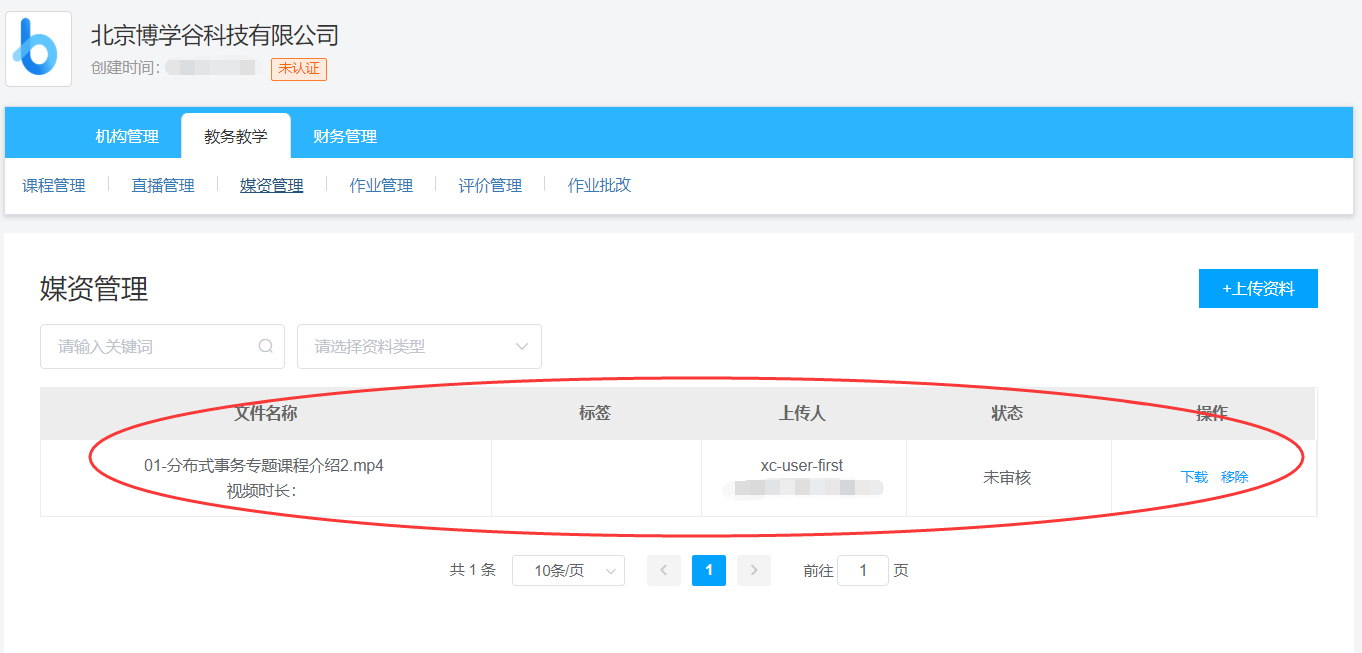 北京博学谷科技有限公司
创建时间: 未认证
机构管理 教务教学 财务管理
课程管理 直播管理 媒资管理 作业管理 评价管理 作业批改
媒资管理
+上传资料
请输入关键词 请选择资料类型
文件名称 标签 上传人 状态 操作
01-分布式事务专题课程介绍2.mp4 xc-user-first 未审核 下载 移除
视频时长:
共 1 条 10条/页 1 前往 1 页